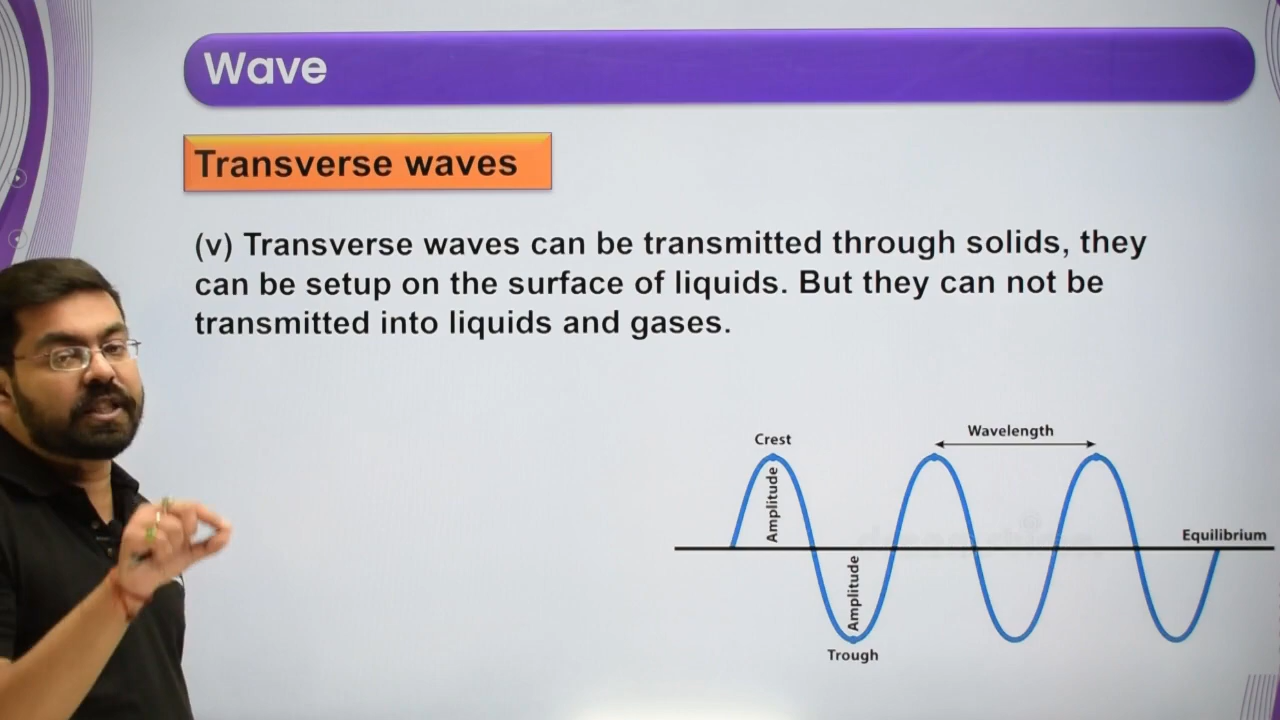 Wave
Transverse waves
(v) Transverse waves can be transmitted through solids, they
can be setup on the surface of liquids. But they can not be
transmitted into liquids and gases.
Wavelength
Crest
Amplitude
Equilibrium
Amplitude
Trough